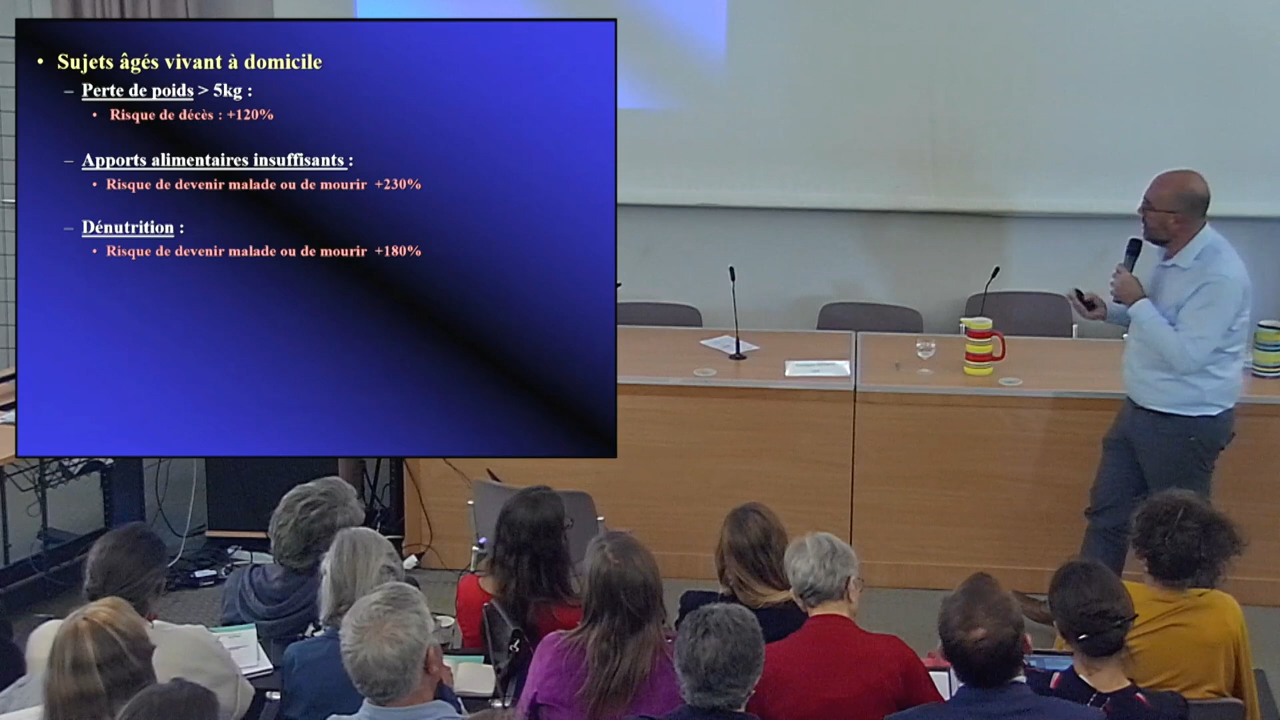 • Sujets âgés vivant à domicile
– Perte de poids > 5kg :
• Risque de décès : +120%
– Apports alimentaires insuffisants :
• Risque de devenir malade ou de mourir +230%
– Dénutrition :
• Risque de devenir malade ou de mourir +180%